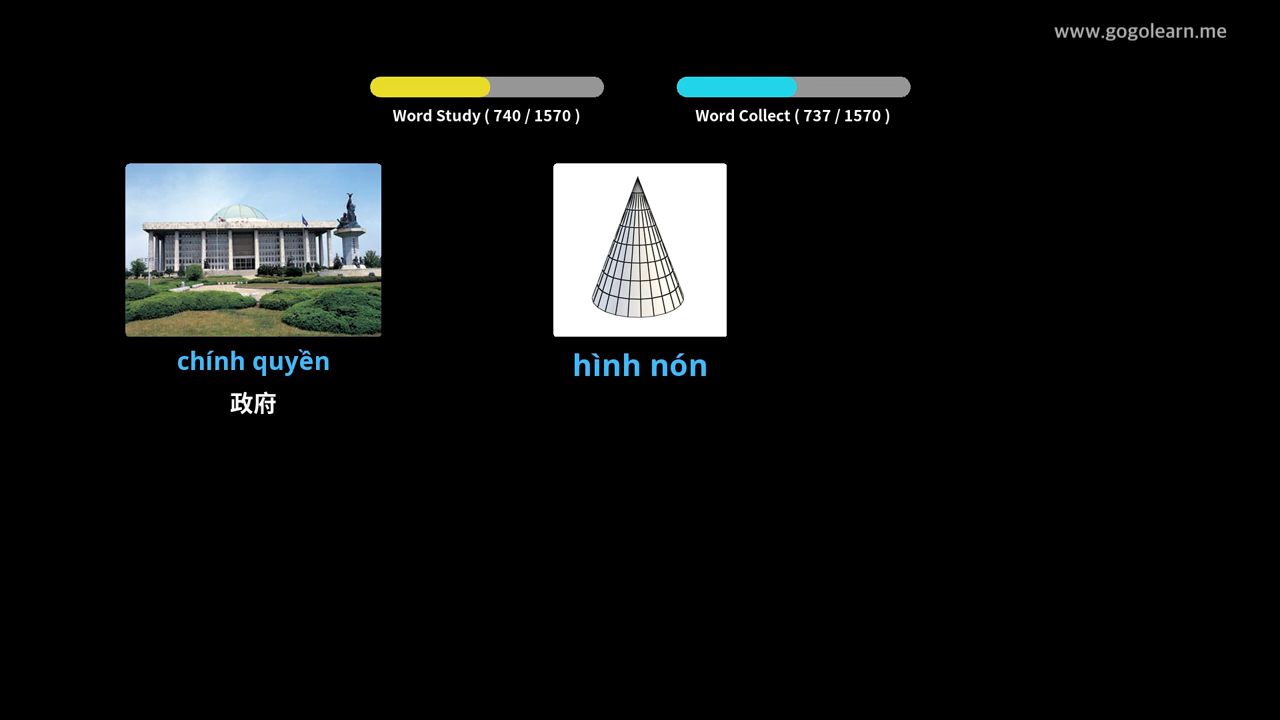 www.gogolearn.me
Word Study ( 740 / 1570 )
Word Collect ( 737 / 1570 )
chính quyền
政府
hình nón